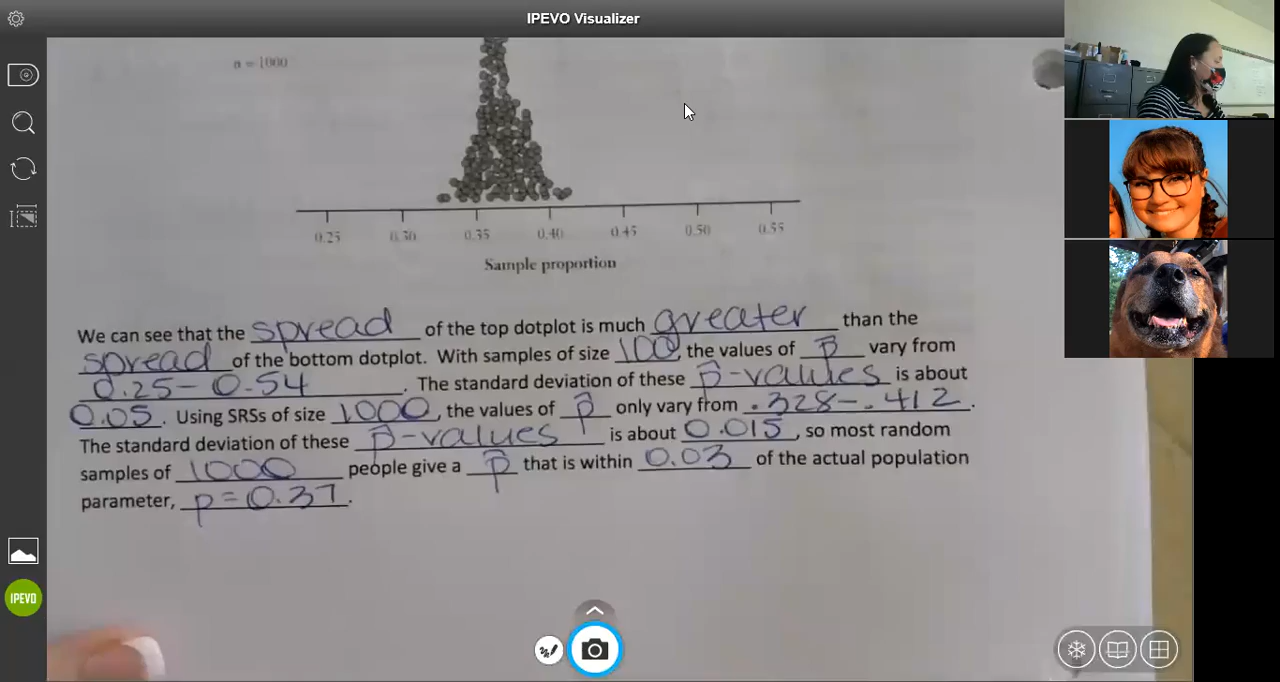 IPEVO Visualizer
n = 1000
0.25 0.30 0.35 0.40 0.45 0.50 0.55
Sample proportion
We can see that the spread of the top dotplot is much greater than the
spread of the bottom dotplot. With samples of size 100, the values of p̂ vary from
0.25-0.54. The standard deviation of these p̂-values is about
0.05. Using SRSs of size 1000, the values of p̂ only vary from .328-.412.
The standard deviation of these p̂-values is about 0.015, so most random
samples of 1000 people give a p̂ that is within 0.03 of the actual population
parameter, p=0.37.
IPEVO